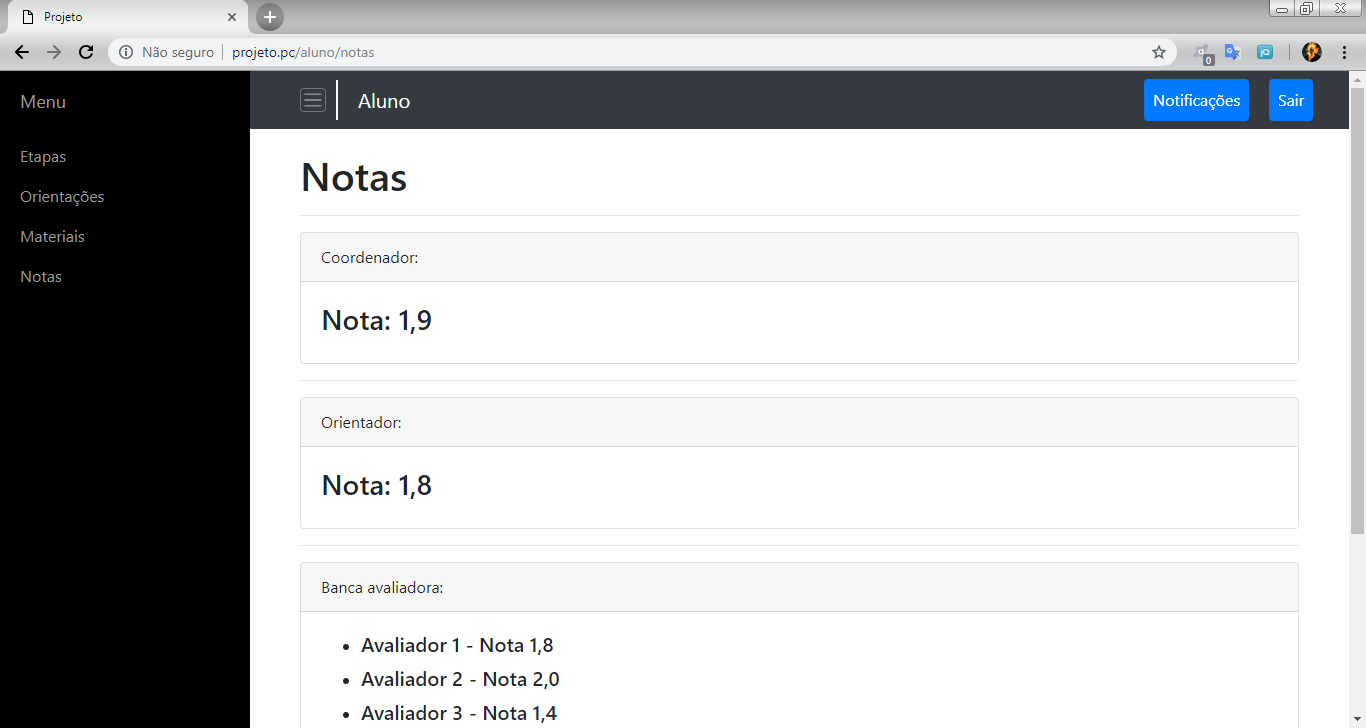 Projeto
Não seguro projeto.pc/aluno/notas
0
Menu
Etapas
Orientações
Materiais
Notas
Aluno
Notificações
Sair
Notas
Coordenador:
Nota: 1,9
Orientador:
Nota: 1,8
Banca avaliadora:
Avaliador 1 - Nota 1,8
Avaliador 2 - Nota 2,0
Avaliador 3 - Nota 1,4